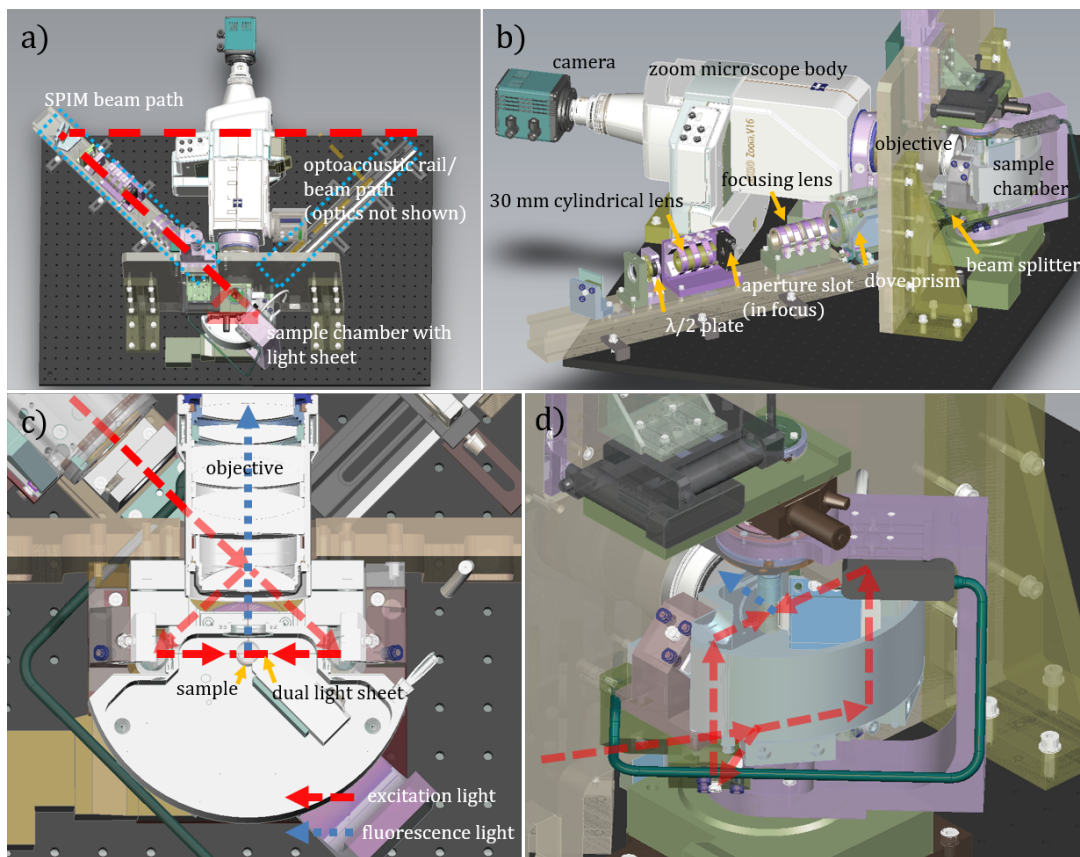 a)
SPIM beam path
optoacoustic rail/
beam path
(optics not shown)
sample chamber with
light sheet
b)
camera
zoom microscope body
Zoom.V16
objective
sample
chamber
focusing lens
30 mm cylindrical lens
beam splitter
dove prism
aperture slot
(in focus)
λ/2 plate
c)
objective
sample
dual light sheet
excitation light
fluorescence light
d)